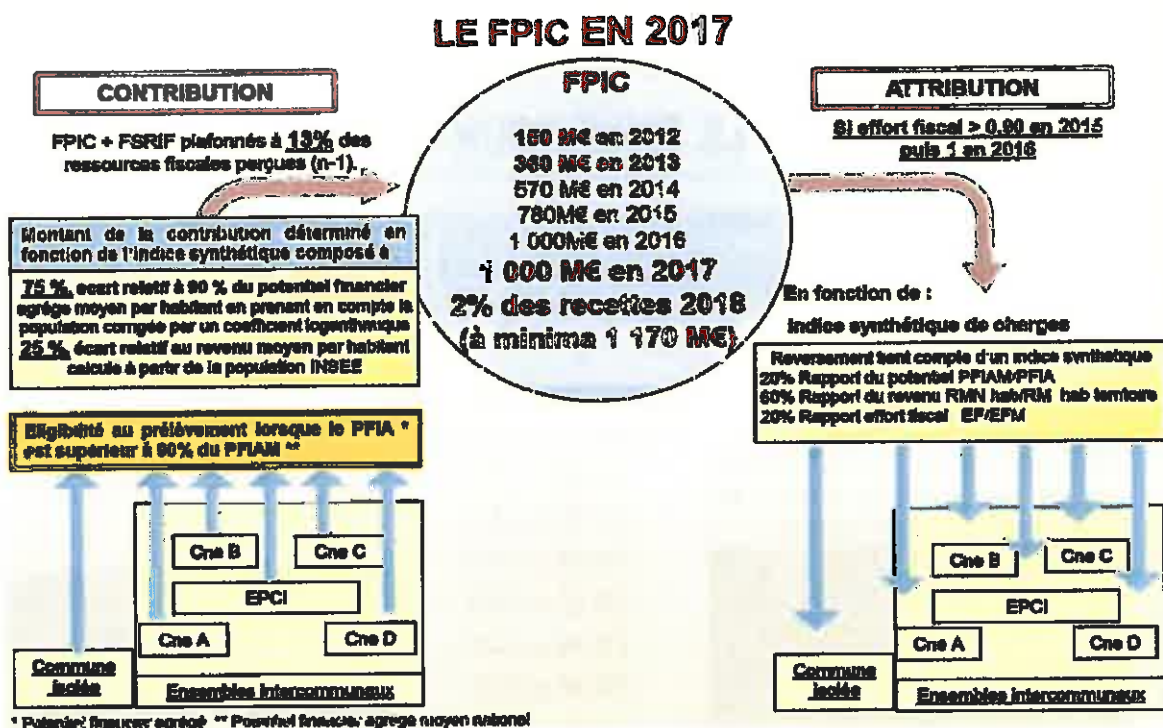 LE FPIC EN 2017
CONTRIBUTION
FPIC + FSRIF plafonnés à 13% des
ressources fiscales perçues (n-1).
Montant de la contribution déterminé en
fonction de l'indice synthétique composé à
75 %, écart relatif à 90 % du potentiel financier
agrégé moyen par habitant en prenant en compte la
population corrigée par un coefficient logarithmique
25 %, écart relatif au revenu moyen par habitant
calculé à partir de la population INSEE
Eligibilité au prélèvement lorsque le PFIA *
est supérieur à 90% du PFIAM **
Cne B
Cne C
EPCI
Cne A
Cne D
Commune
isolée
Ensembles intercommunaux
* Potentiel financier agrégé ** Potentiel financier agrégé moyen national
FPIC
150 M€ en 2012
360 M€ en 2013
570 M€ en 2014
780M€ en 2015
1 000M€ en 2016
1 000 M€ en 2017
2% des recettes 2018
(à minima 1 170 M€)
ATTRIBUTION
Si effort fiscal > 0,90 en 2015
puis 1 en 2016
En fonction de :
Indice synthétique de charges
Reversement tient compte d'un indice synthétique
20% Rapport du potentiel PFIAM/PFIA
60% Rapport du revenu RMN hab/RM hab territoire
20% Rapport effort fiscal EF/EFM
Cne B
Cne C
EPCI
Cne A
Cne D
Commune
isolée
Ensembles intercommunaux